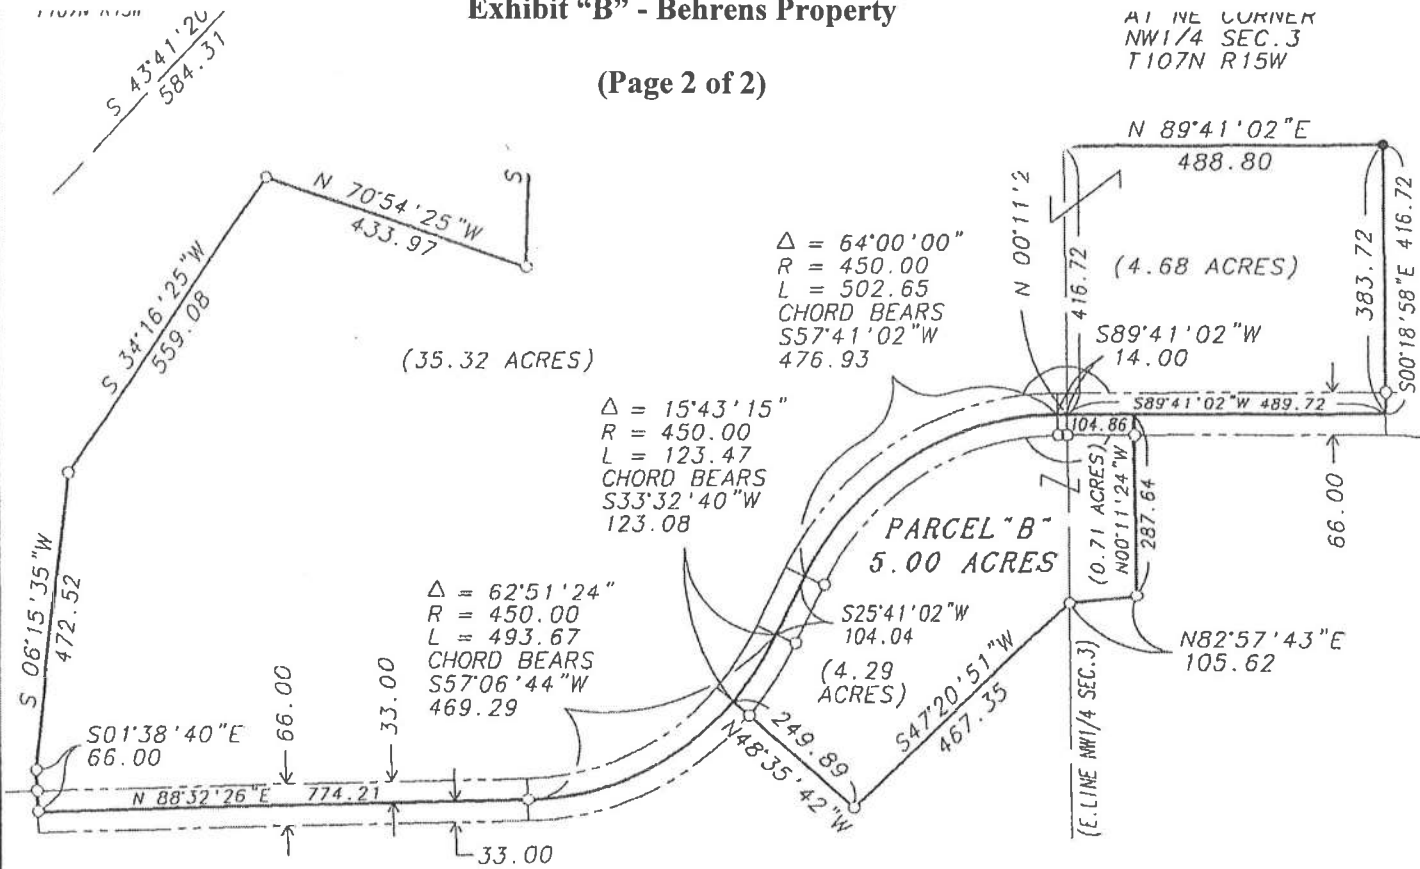 Exhibit “B” - Behrens Property
(Page 2 of 2)
AT NE CORNER
NW1/4 SEC.3
T107N R15W
S 43°41'20
584.31
N 70°54'25"W
433.97
S
S 34°16'25"W
559.08
(35.32 ACRES)
S 06°15'35"W
472.52
S01°38'40"E
66.00
66.00
33.00
N 88°32'26"E 774.21
33.00
Δ = 62°51'24"
R = 450.00
L = 493.67
CHORD BEARS
S57°06'44"W
469.29
Δ = 15°43'15"
R = 450.00
L = 123.47
CHORD BEARS
S33°32'40"W
123.08
Δ = 64°00'00"
R = 450.00
L = 502.65
CHORD BEARS
S57°41'02"W
476.93
N 00°11'2
416.72
N 89°41'02"E
488.80
(4.68 ACRES)
383.72
S00°18'58"E 416.72
S89°41'02"W
14.00
S89°41'02"W 489.72
104.86
66.00
(0.71 ACRES)
N00°11'24"W
287.64
PARCEL "B"
5.00 ACRES
S25°41'02"W
104.04
(4.29
ACRES)
N82°57'43"E
105.62
S47°20'51"W
467.35
249.89
N48°35'42"W
(E.LINE NW1/4 SEC.3)